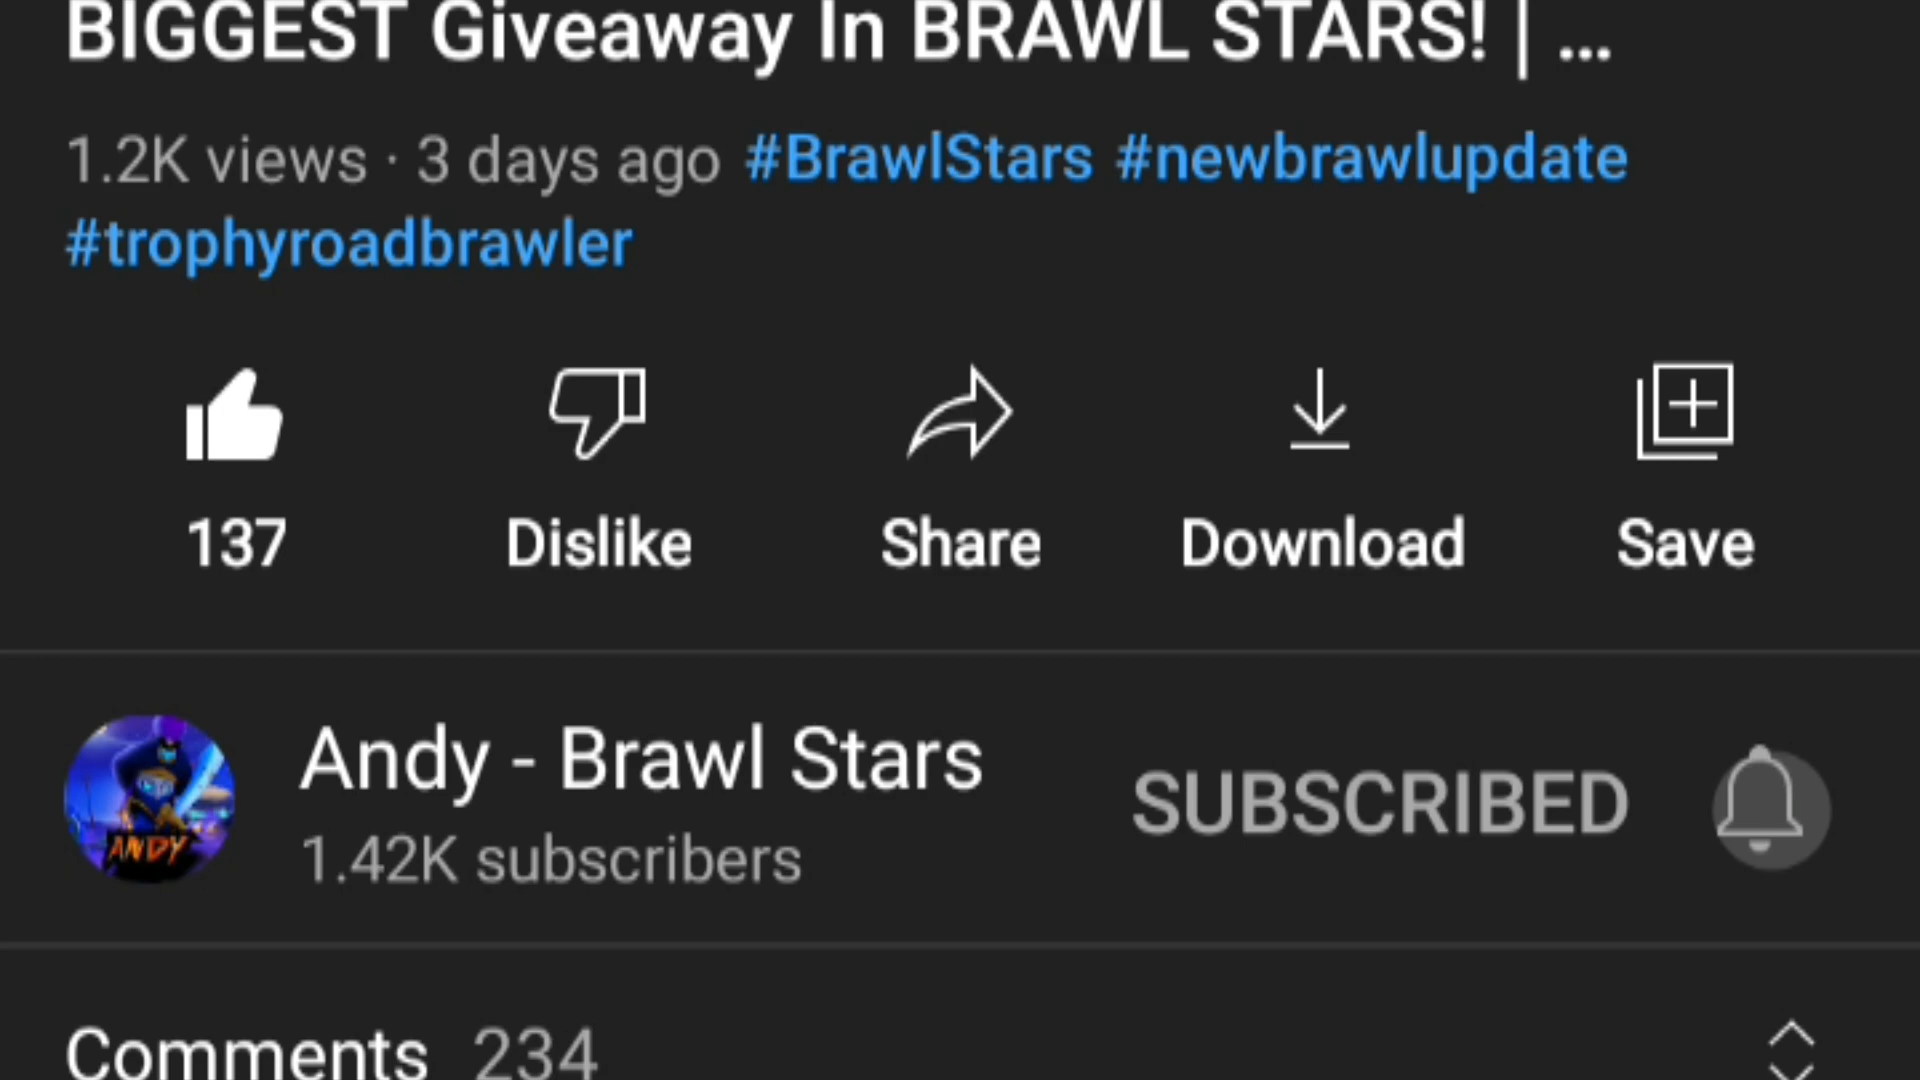 BIGGEST Giveaway In BRAWL STARS! | ...
1.2K views · 3 days ago #BrawlStars #newbrawlupdate
#trophyroadbrawler
137 Dislike Share Download Save
Andy - Brawl Stars
SUBSCRIBED
1.42K subscribers
ANDY
Comments 234